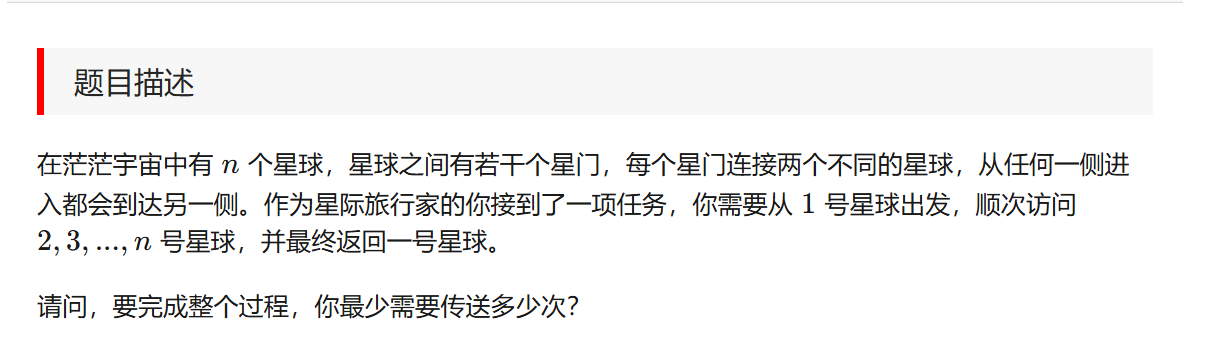 题目描述
在茫茫宇宙中有 n 个星球，星球之间有若干个星门，每个星门连接两个不同的星球，从任何一侧进
入都会到达另一侧。作为星际旅行家的你接到了一项任务，你需要从 1 号星球出发，顺次访问
2, 3, ..., n 号星球，并最终返回一号星球。
请问，要完成整个过程，你最少需要传送多少次？